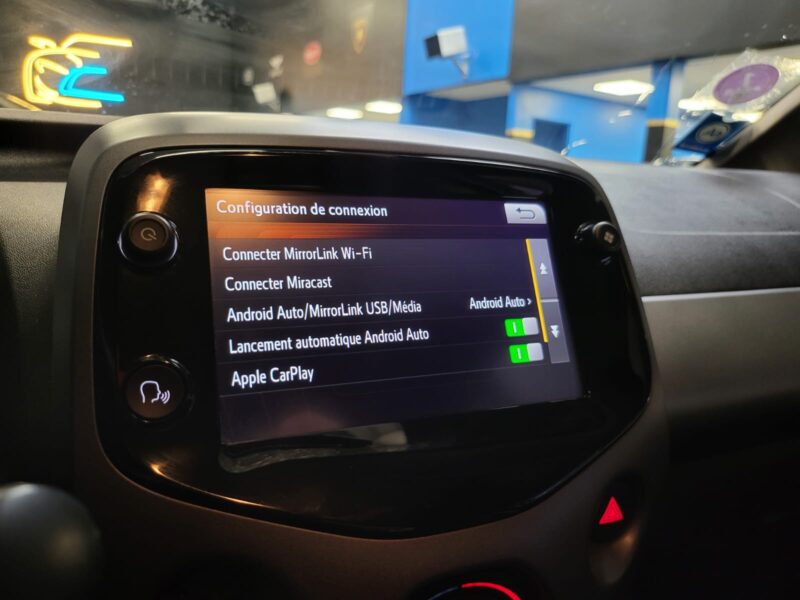 Configuration de connexion
Connecter MirrorLink Wi-Fi
Connecter Miracast
Android Auto/MirrorLink USB/Média Android Auto
Lancement automatique Android Auto
Apple CarPlay